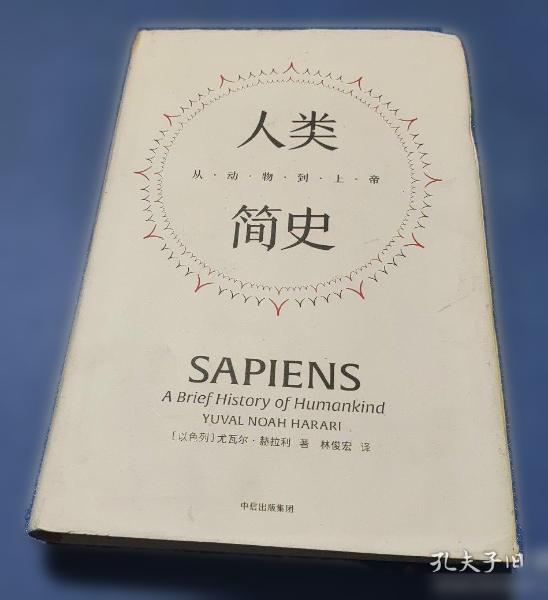 人类
从·动·物·到·上·帝
简史
SAPIENS
A Brief History of Humankind
YUVAL NOAH HARARI
[以色列]尤瓦尔·赫拉利 著 林俊宏 译
中信出版集团
孔夫子旧